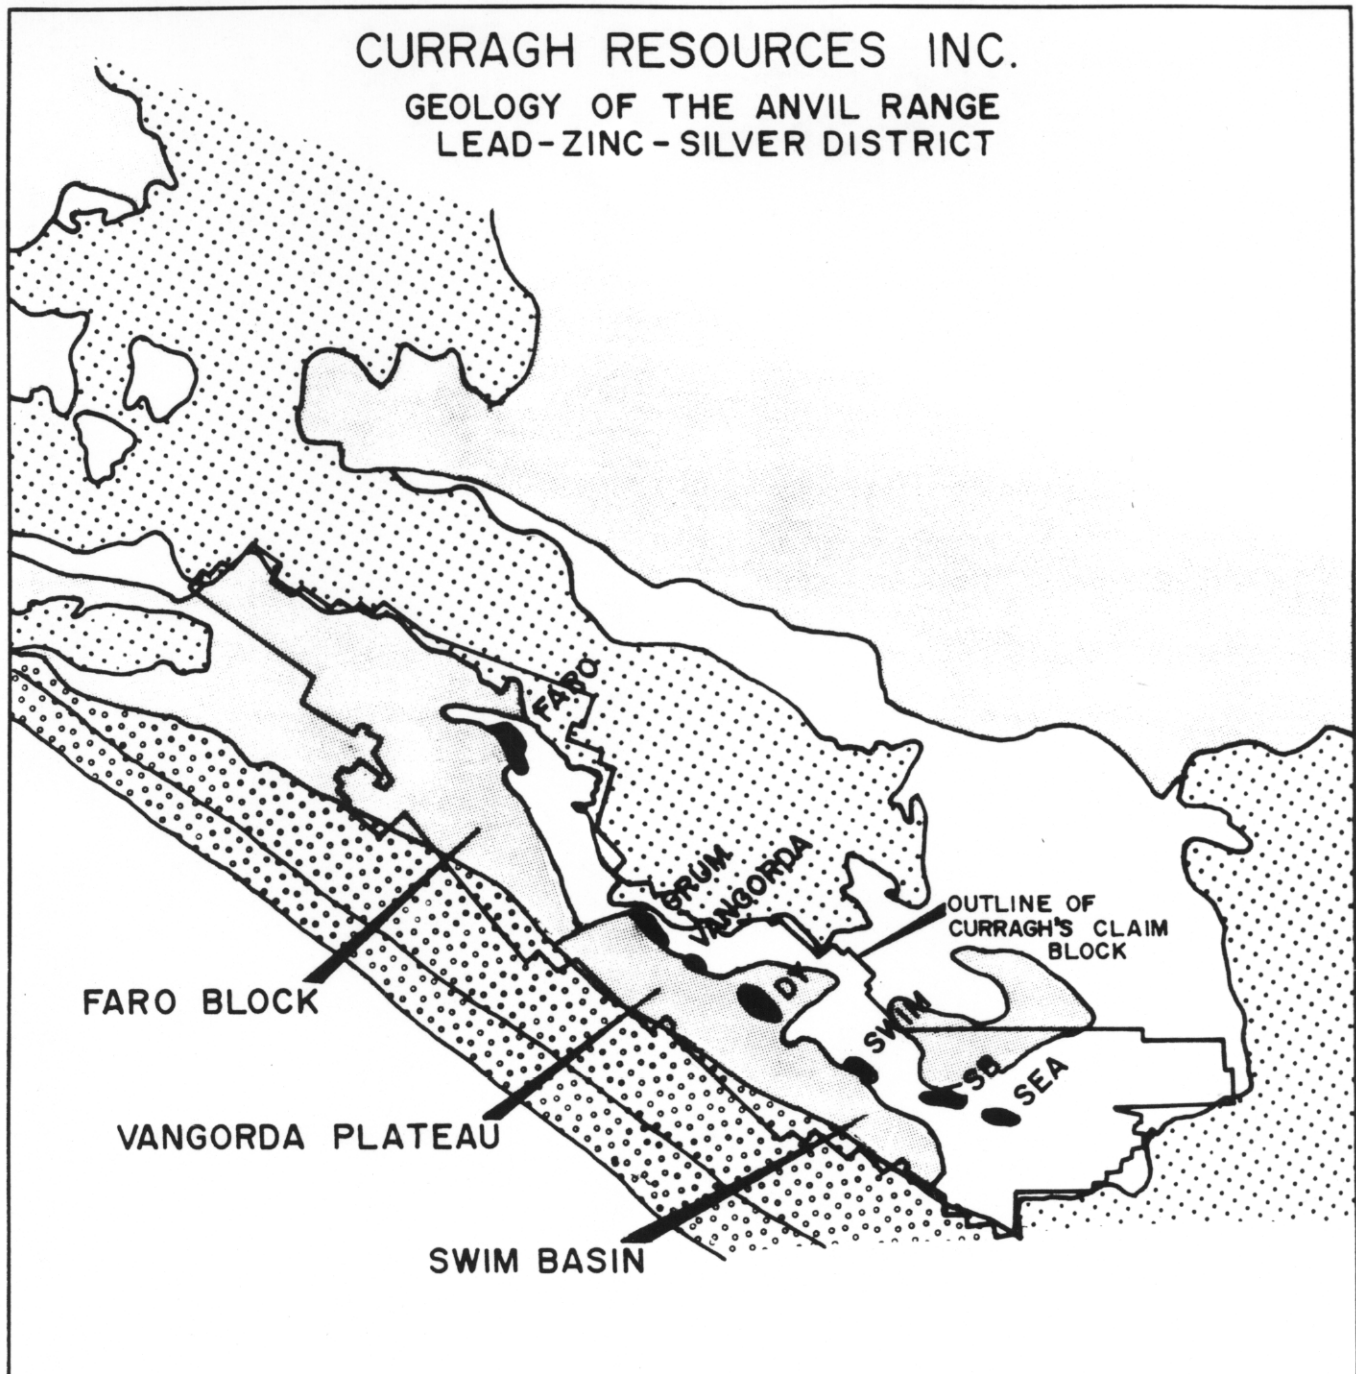 CURRAGH RESOURCES INC.
GEOLOGY OF THE ANVIL RANGE
LEAD-ZINC-SILVER DISTRICT
FARO
GRUM
VANGORDA
OUTLINE OF
CURRAGH'S CLAIM
BLOCK
DY
FARO BLOCK
SWIM
SB
SEA
VANGORDA PLATEAU
SWIM BASIN